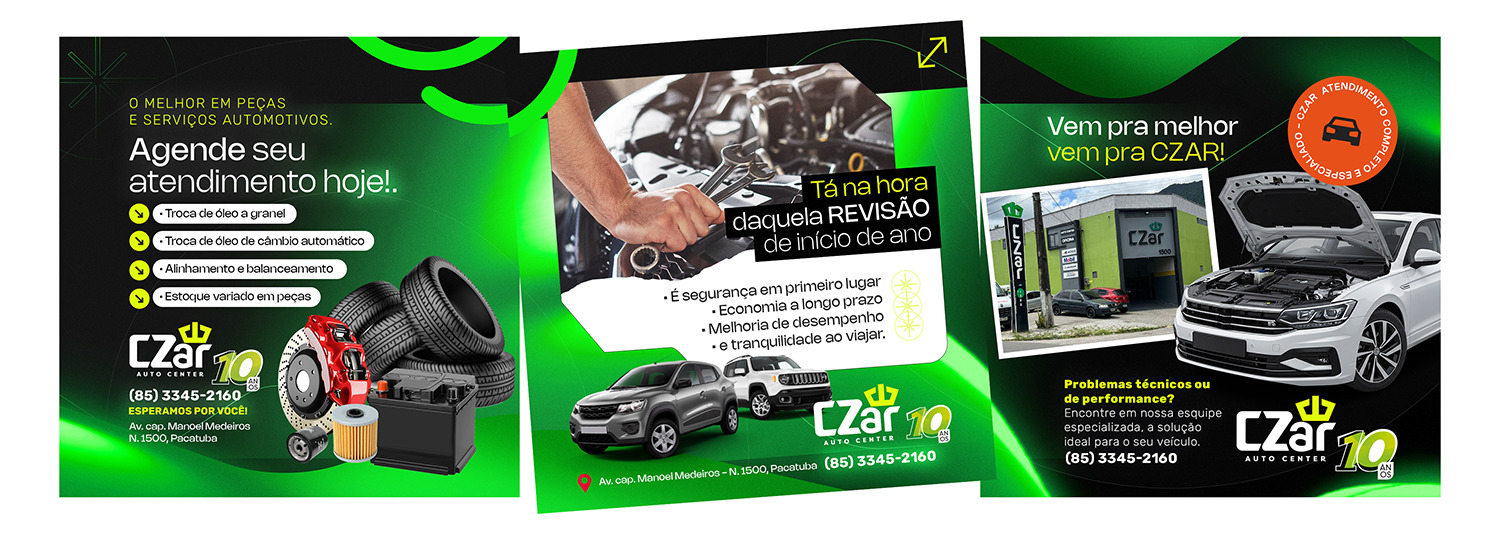 O MELHOR EM PEÇAS
E SERVIÇOS AUTOMOTIVOS.
Agende seu
atendimento hoje!.
• Troca de óleo a granel
• Troca de óleo de câmbio automático
• Alinhamento e balanceamento
• Estoque variado em peças
CZar
AUTO CENTER
10
ANOS
(85) 3345-2160
ESPERAMOS POR VOCÊ!
Av. cap. Manoel Medeiros
N. 1500, Pacatuba
Tá na hora
daquela REVISÃO
de início de ano
• É segurança em primeiro lugar
• Economia a longo prazo
• Melhoria de desempenho
• e tranquilidade ao viajar.
CZar
AUTO CENTER
10
ANOS
Av. cap. Manoel Medeiros – N. 1500, Pacatuba
(85) 3345-2160
Vem pra melhor
vem pra CZAR!
CZAR ATENDIMENTO COMPLETO E ESPECIALIADO -
CZar
CZar
1500
Mobil
Problemas técnicos ou
de performance?
Encontre em nossa esquipe
especializada, a solução
ideal para o seu veículo.
(85) 3345-2160
CZar
AUTO CENTER
10
ANOS